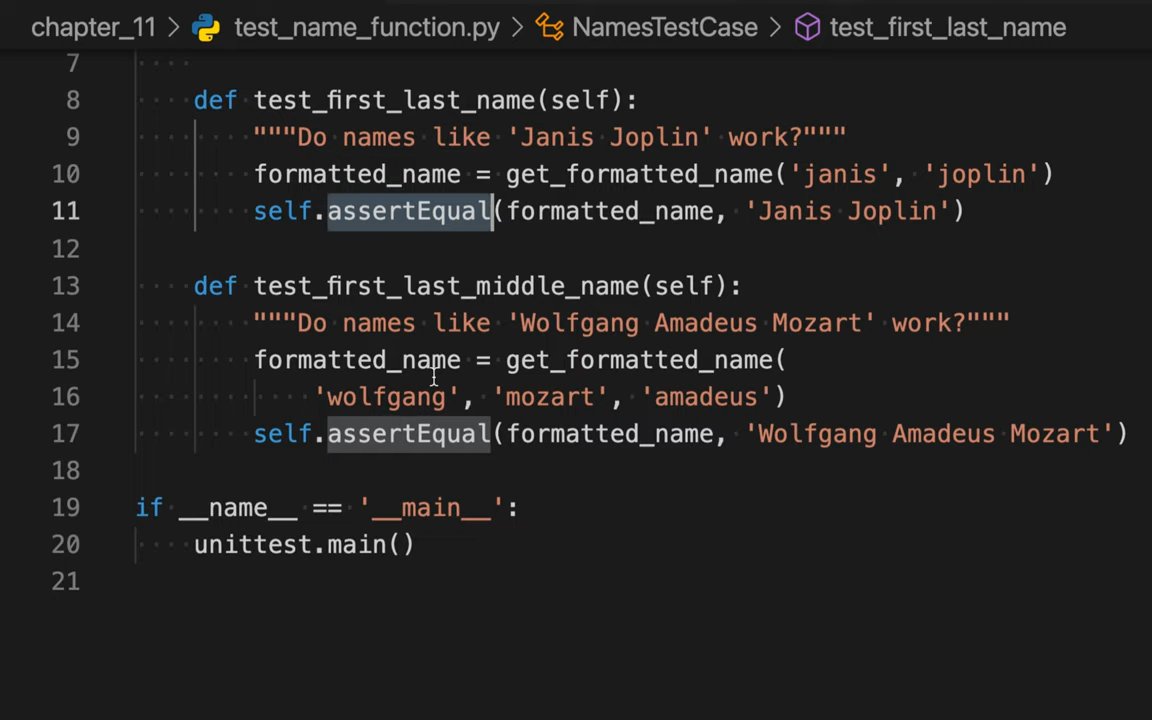 chapter_11 > test_name_function.py > NamesTestCase > test_first_last_name
7
8 def test_first_last_name(self):
9 """Do names like 'Janis Joplin' work?"""
10 formatted_name = get_formatted_name('janis', 'joplin')
11 self.assertEqual(formatted_name, 'Janis Joplin')
12
13 def test_first_last_middle_name(self):
14 """Do names like 'Wolfgang Amadeus Mozart' work?"""
15 formatted_name = get_formatted_name(
16 'wolfgang', 'mozart', 'amadeus')
17 self.assertEqual(formatted_name, 'Wolfgang Amadeus Mozart')
18
19 if __name__ == '__main__':
20 unittest.main()
21